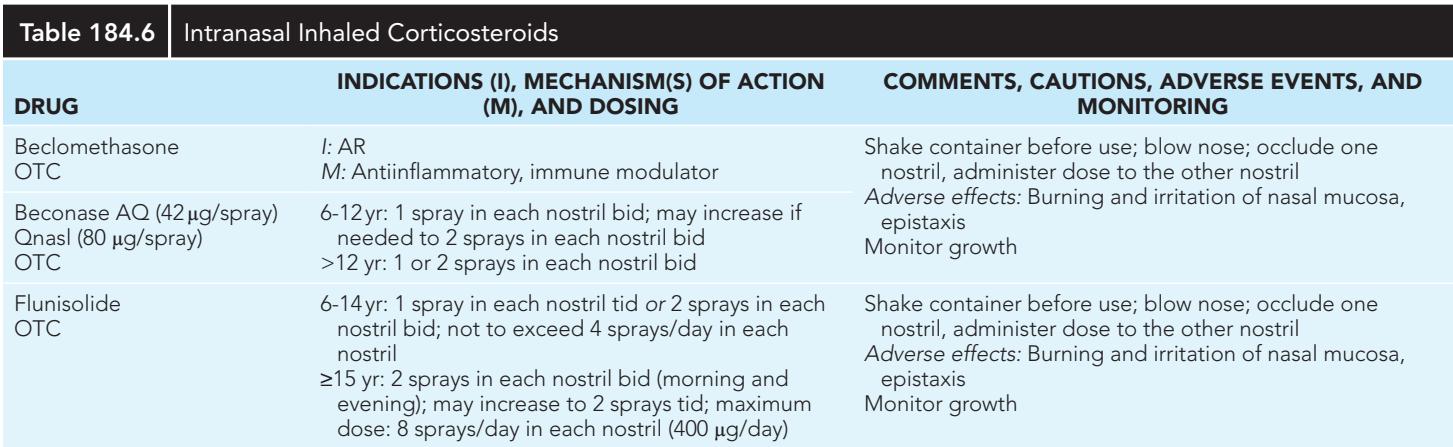 Table 184.6 Intranasal Inhaled Corticosteroids
DRUG
INDICATIONS (I), MECHANISM(S) OF ACTION
(M), AND DOSING
COMMENTS, CAUTIONS, ADVERSE EVENTS, AND
MONITORING
Beclomethasone
OTC
I: AR
M: Antiinflammatory, immune modulator
Shake container before use; blow nose; occlude one
nostril, administer dose to the other nostril
Adverse effects: Burning and irritation of nasal mucosa,
epistaxis
Monitor growth
Beconase AQ (42 μg/spray)
Qnasl (80 μg/spray)
OTC
6-12 yr: 1 spray in each nostril bid; may increase if
needed to 2 sprays in each nostril bid
>12 yr: 1 or 2 sprays in each nostril bid
Flunisolide
OTC
6-14 yr: 1 spray in each nostril tid or 2 sprays in each
nostril bid; not to exceed 4 sprays/day in each
nostril
≥15 yr: 2 sprays in each nostril bid (morning and
evening); may increase to 2 sprays tid; maximum
dose: 8 sprays/day in each nostril (400 μg/day)
Shake container before use; blow nose; occlude one
nostril, administer dose to the other nostril
Adverse effects: Burning and irritation of nasal mucosa,
epistaxis
Monitor growth